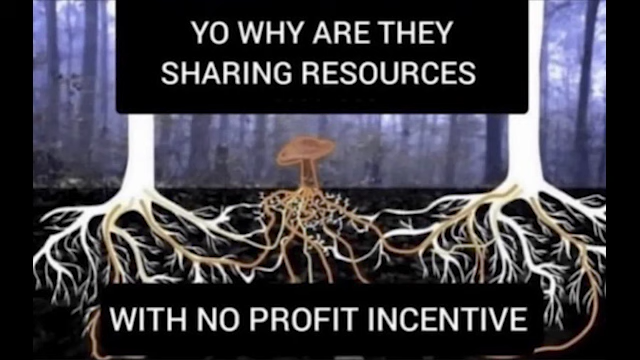 YO WHY ARE THEY
SHARING RESOURCES
WITH NO PROFIT INCENTIVE